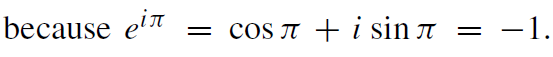 because e^{iπ} = cos π + i sin π = −1.